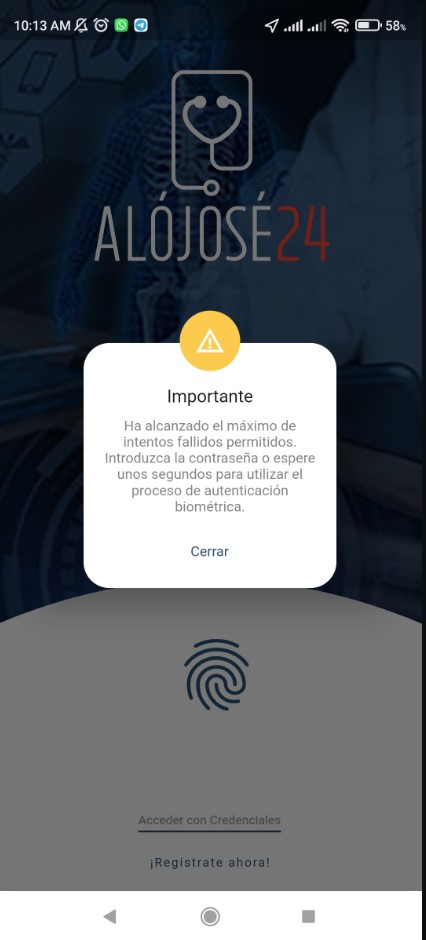 10:13 AM
58%
ALÓJOSÉ24
Importante
Ha alcanzado el máximo de
intentos fallidos permitidos.
Introduzca la contraseña o espere
unos segundos para utilizar el
proceso de autenticación
biométrica.
Cerrar
Acceder con Credenciales
¡Regístrate ahora!